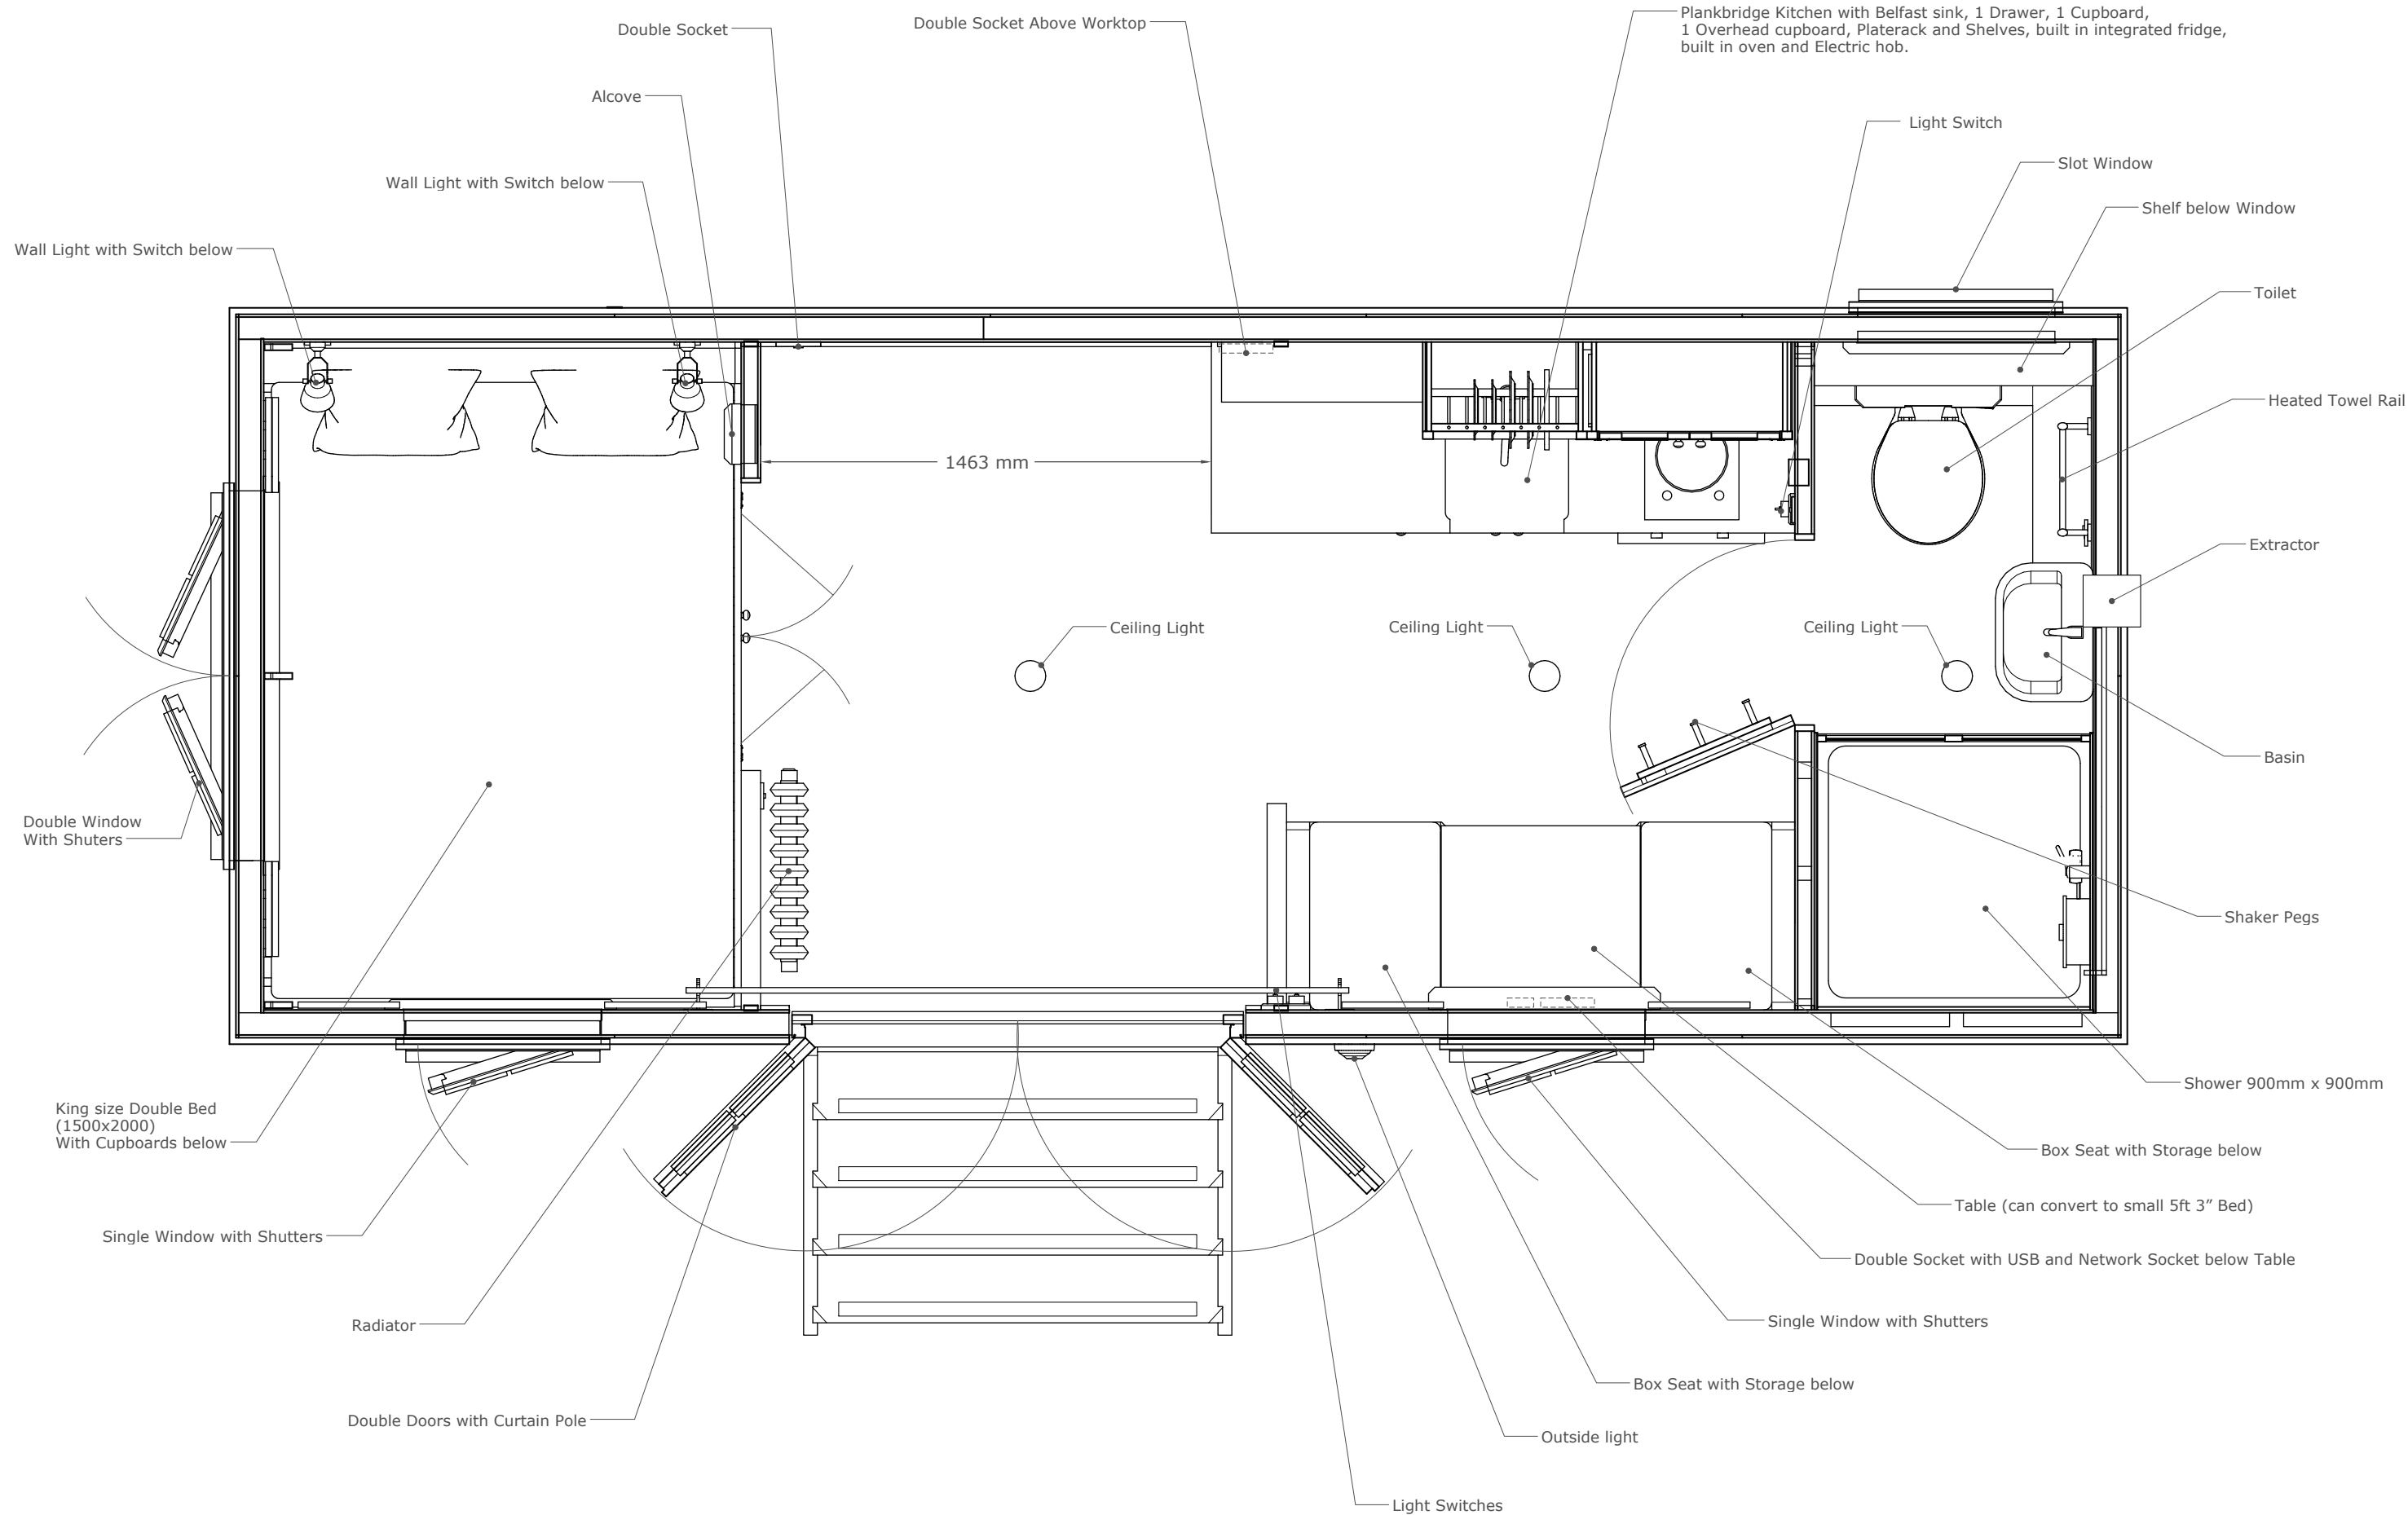 Plankbridge Kitchen with Belfast sink, 1 Drawer, 1 Cupboard,
1 Overhead cupboard, Platerack and Shelves, built in integrated fridge,
built in oven and Electric hob.
Double Socket
Double Socket Above Worktop
Alcove
Light Switch
Slot Window
Wall Light with Switch below
Shelf below Window
Wall Light with Switch below
Toilet
Heated Towel Rail
1463 mm
Extractor
Ceiling Light
Ceiling Light
Ceiling Light
Basin
Double Window
With Shuters
Shaker Pegs
Shower 900mm x 900mm
King size Double Bed
(1500x2000)
With Cupboards below
Box Seat with Storage below
Table (can convert to small 5ft 3” Bed)
Single Window with Shutters
Double Socket with USB and Network Socket below Table
Radiator
Single Window with Shutters
Box Seat with Storage below
Double Doors with Curtain Pole
Outside light
Light Switches